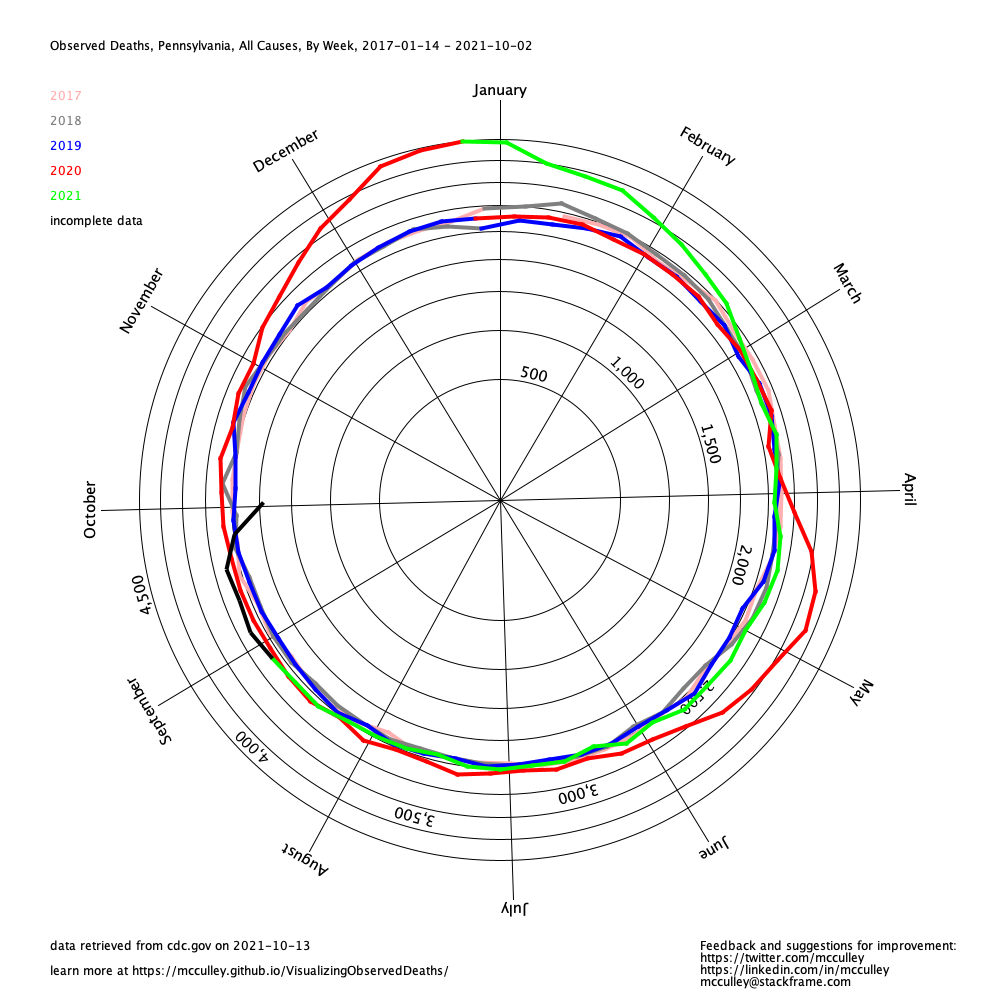 Observed Deaths, Pennsylvania, All Causes, By Week, 2017-01-14 - 2021-10-02
2017
2018
2019
2020
2021
incomplete data
January
February
March
April
May
June
July
August
September
October
November
December
500
1,000
1,500
2,000
2,500
3,000
3,500
4,000
4,500
data retrieved from cdc.gov on 2021-10-13
learn more at https://mcculley.github.io/VisualizingObservedDeaths/
Feedback and suggestions for improvement:
https://twitter.com/mcculley
https://linkedin.com/in/mcculley
mcculley@stackframe.com